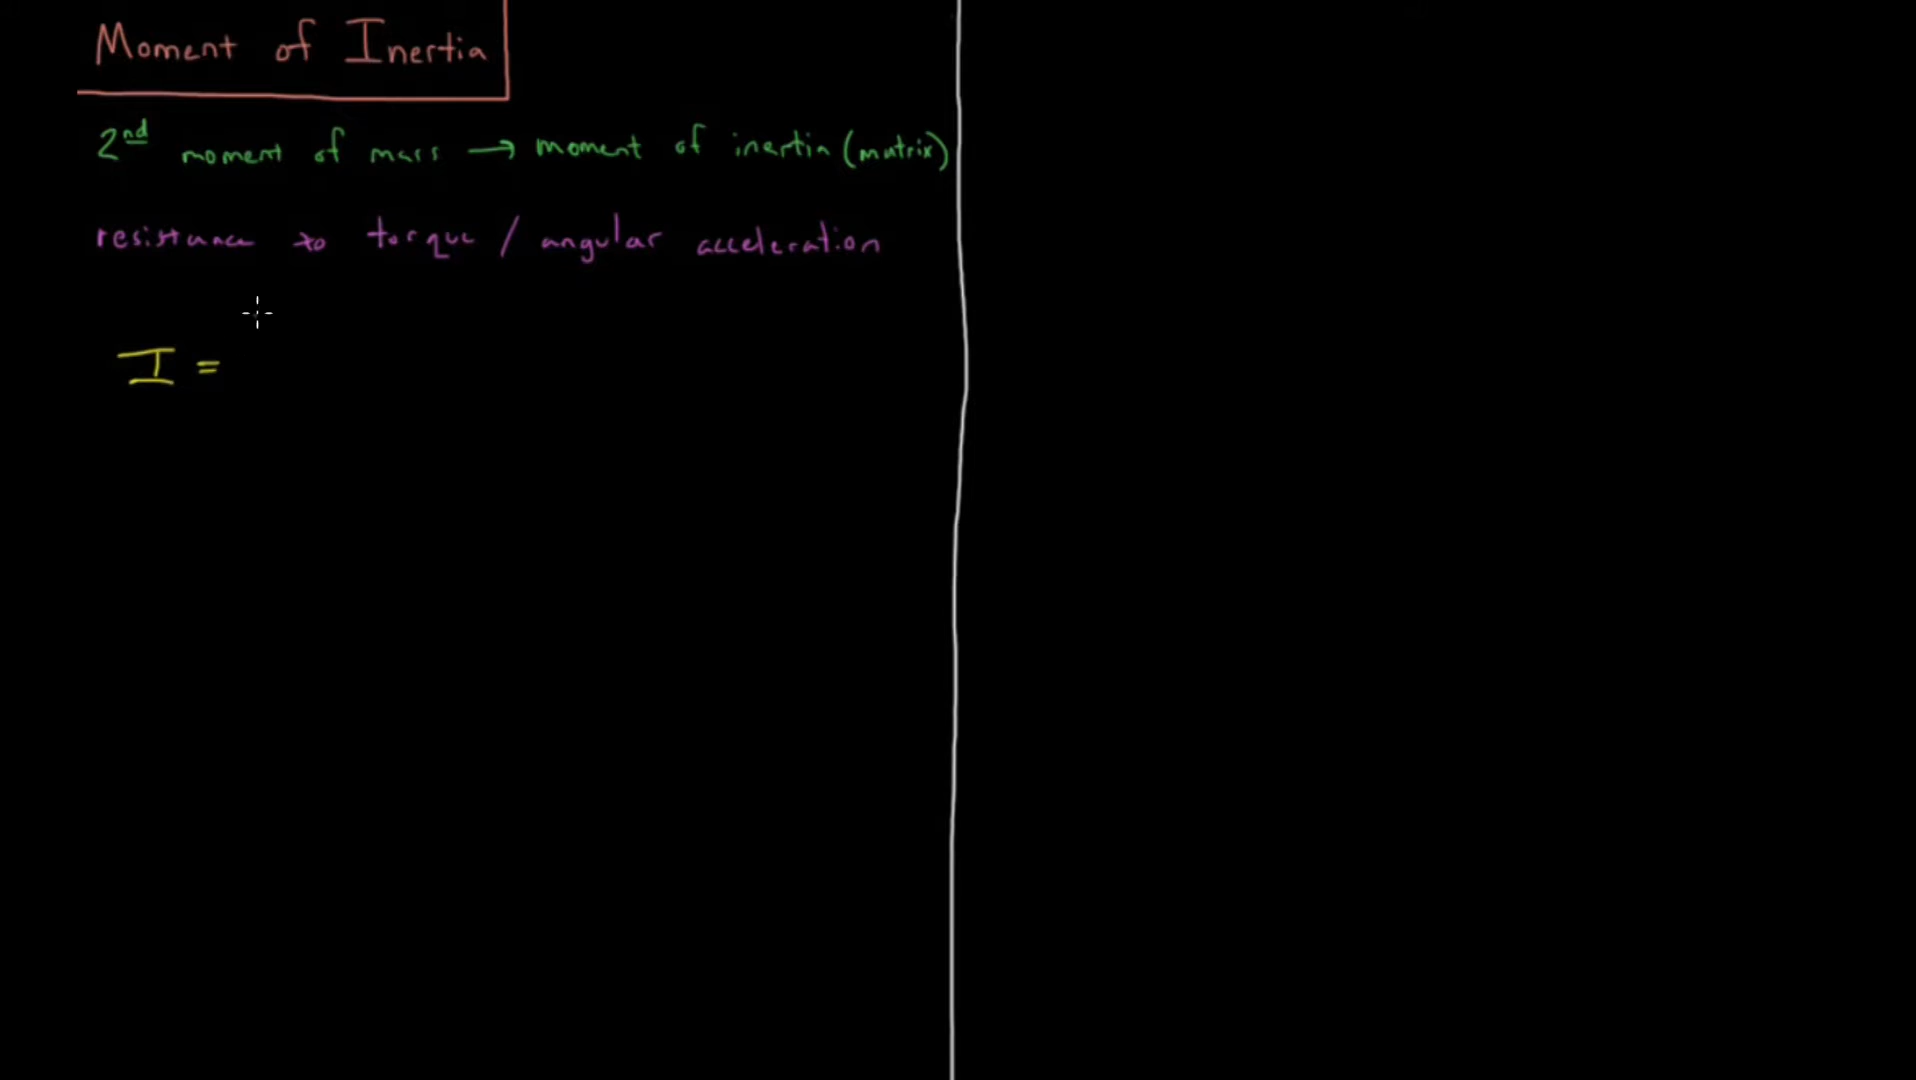 Moment of Inertia
2nd moment of mass → moment of inertia (matrix)
resistance to torque / angular acceleration
I =